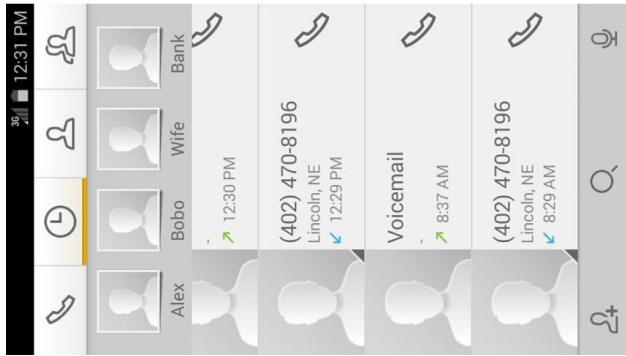 3G 12:31 PM
Alex Bobo Wife Bank
-
12:30 PM
(402) 470-8196
Lincoln, NE
12:29 PM
Voicemail
-
8:37 AM
(402) 470-8196
Lincoln, NE
8:29 AM